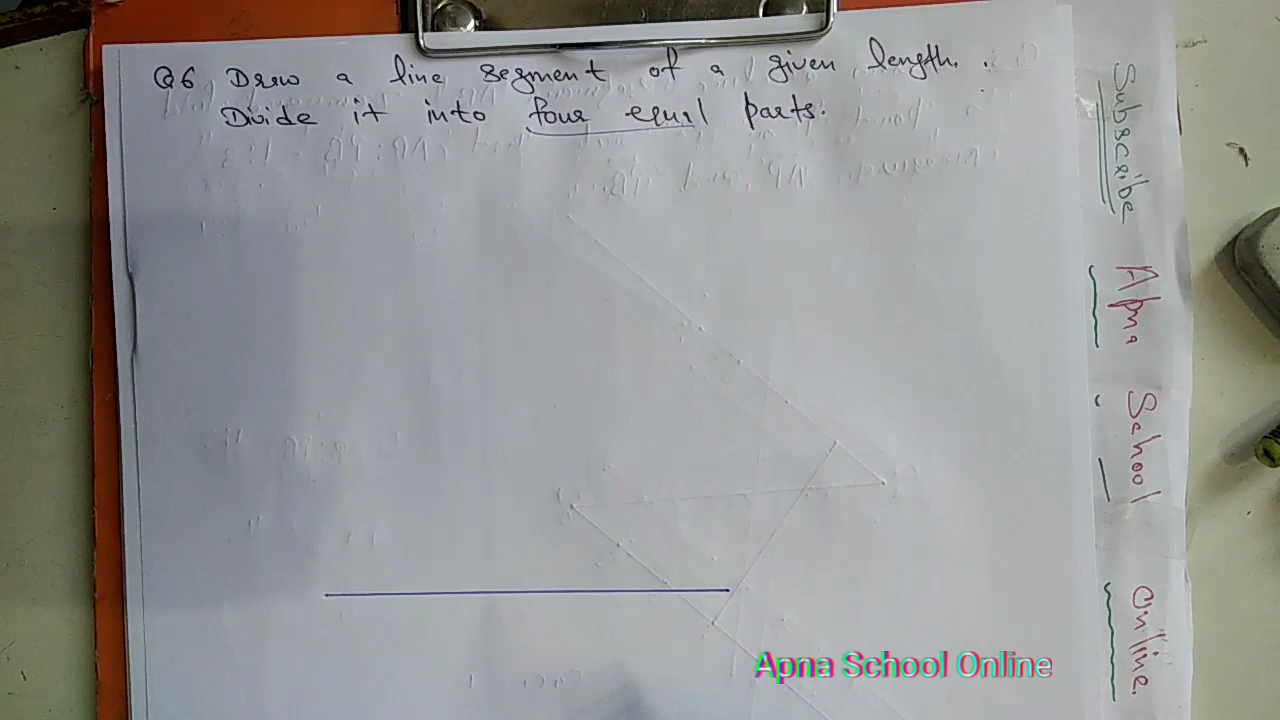 Q6 Draw a line segment of a given length.
Divide it into four equal parts.
Subscribe Apna School Online.
Apna School Online